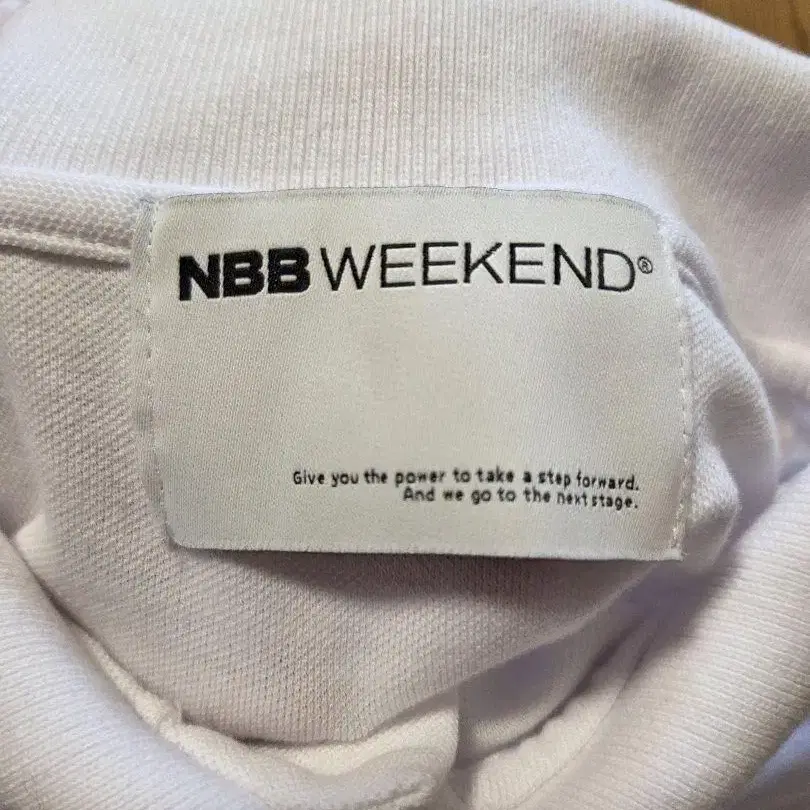 NBB WEEKEND®
Give you the power to take a step forward.
And we go to the next stage.